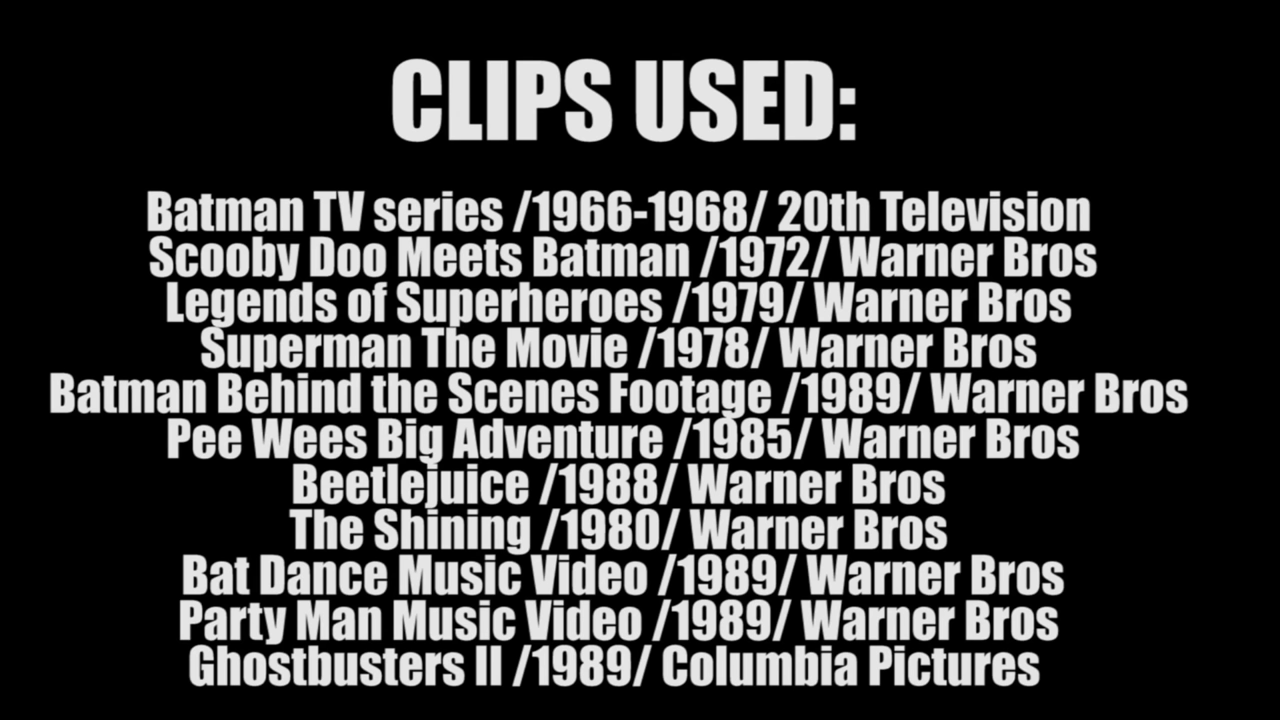 CLIPS USED:
Batman TV series /1966-1968/ 20th Television
Scooby Doo Meets Batman /1972/ Warner Bros
Legends of Superheroes /1979/ Warner Bros
Superman The Movie /1978/ Warner Bros
Batman Behind the Scenes Footage /1989/ Warner Bros
Pee Wees Big Adventure /1985/ Warner Bros
Beetlejuice /1988/ Warner Bros
The Shining /1980/ Warner Bros
Bat Dance Music Video /1989/ Warner Bros
Party Man Music Video /1989/ Warner Bros
Ghostbusters II /1989/ Columbia Pictures